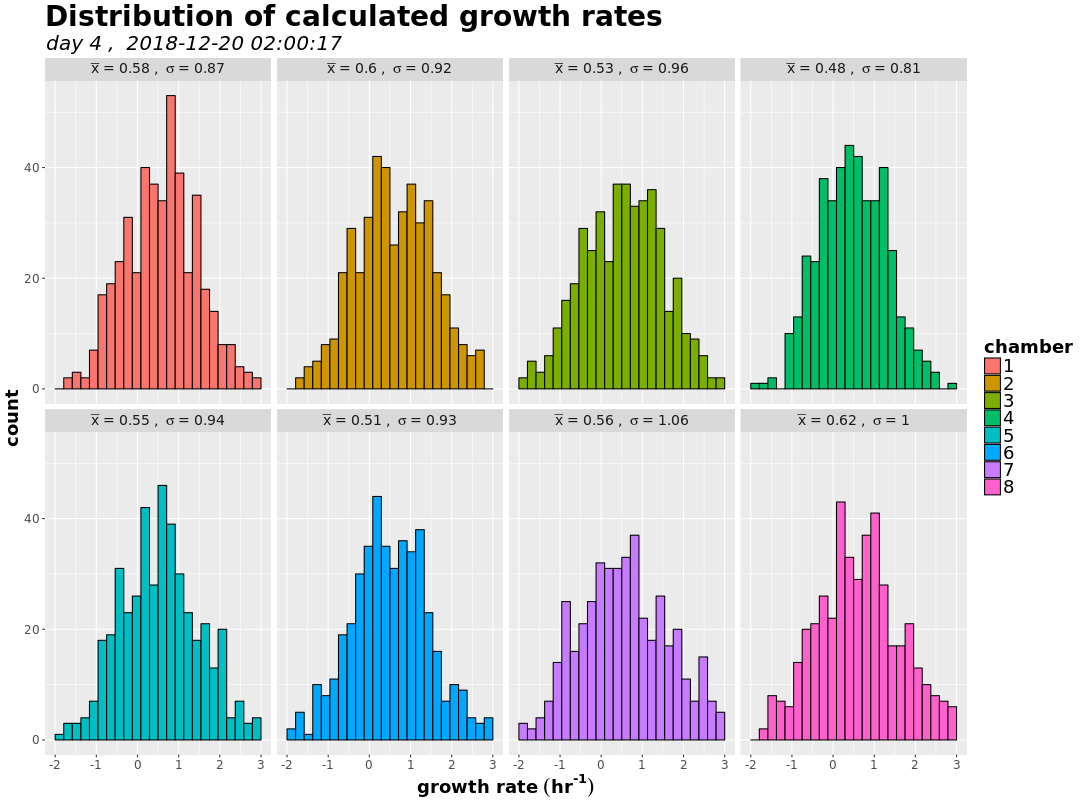 Distribution of calculated growth rates
day 4 , 2018-12-20 02:00:17
x̅ = 0.58 , σ = 0.87
x̅ = 0.6 , σ = 0.92
x̅ = 0.53 , σ = 0.96
x̅ = 0.48 , σ = 0.81
40
20
0
x̅ = 0.55 , σ = 0.94
x̅ = 0.51 , σ = 0.93
x̅ = 0.56 , σ = 1.06
x̅ = 0.62 , σ = 1
40
20
0
-2 -1 0 1 2 3
-2 -1 0 1 2 3
-2 -1 0 1 2 3
-2 -1 0 1 2 3
count
growth rate (hr⁻¹)
chamber
1
2
3
4
5
6
7
8